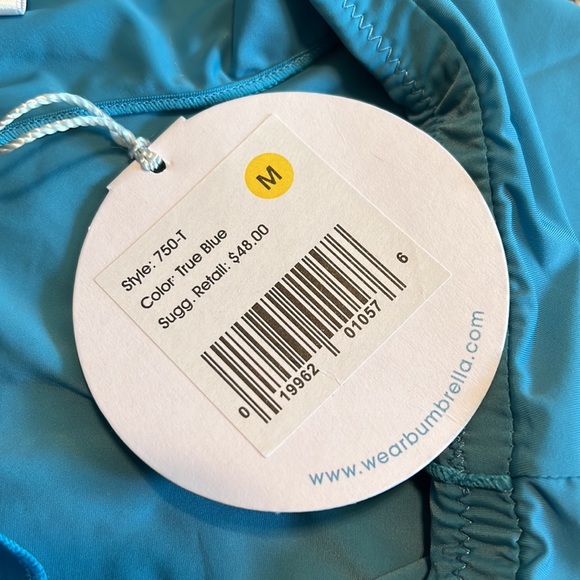 M
Style: 750-T
Color: True Blue
Sugg. Retail: $48.00
0 19962 01057 6
www.wearbumbrella.com